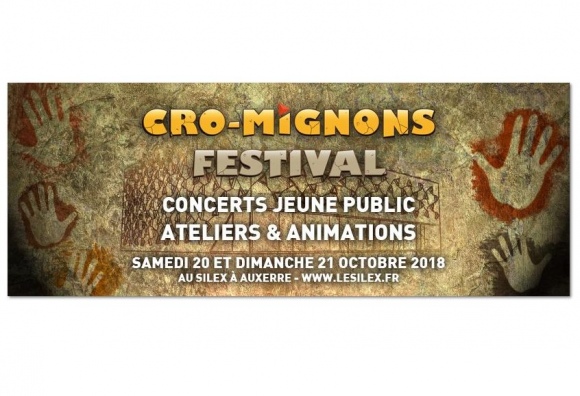 CRO-MiGNONS
FESTIVAL
CONCERTS JEUNE PUBLIC
ATELIERS & ANIMATIONS
SAMEDI 20 ET DIMANCHE 21 OCTOBRE 2018
AU SILEX À AUXERRE - WWW.LESILEX.FR